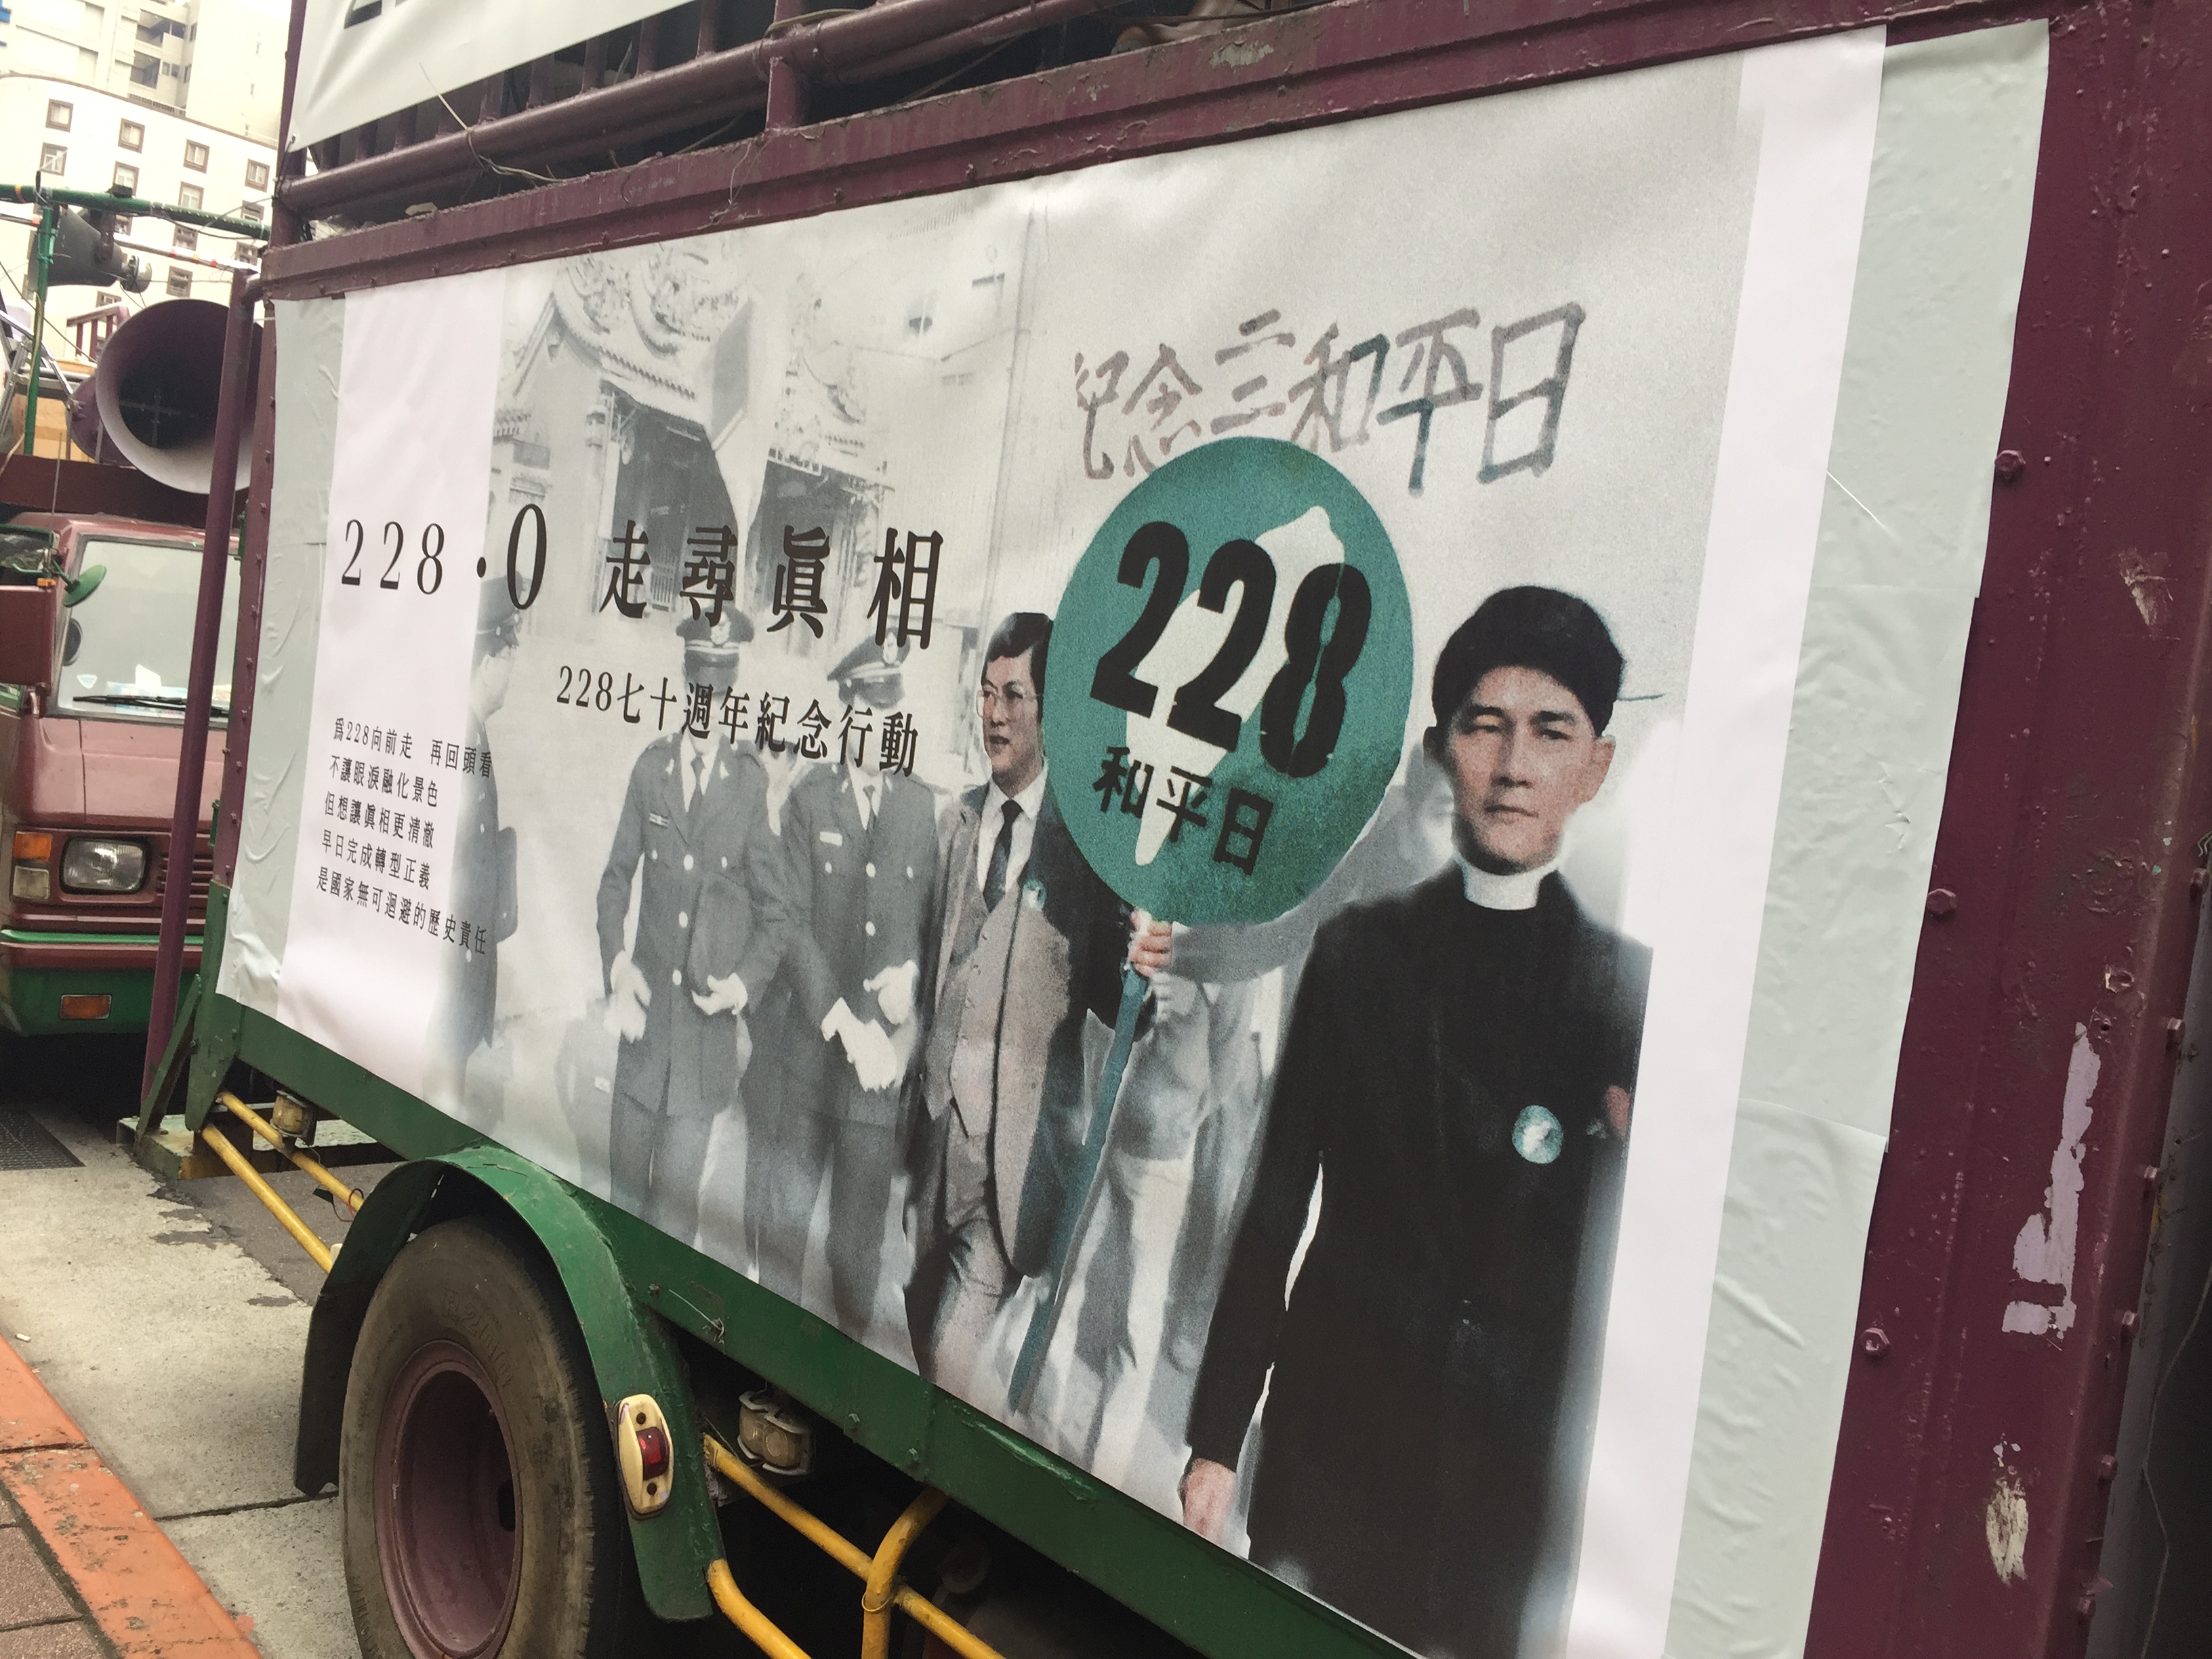 228·0 走尋眞相
228七十週年紀念行動
爲228向前走 再回頭看
不讓眼淚融化景色
但想讓眞相更清澈
早日完成轉型正義
是國家無可迴避的歷史責任
紀念二二和平日
228
和平日